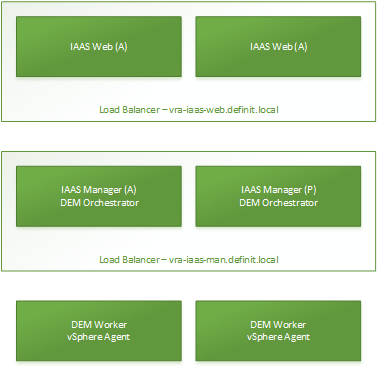 IAAS Web (A)
IAAS Web (A)
Load Balancer – vra-iaas-web.definit.local
IAAS Manager (A)
DEM Orchestrator
IAAS Manager (P)
DEM Orchestrator
Load Balancer – vra-iaas-man.definit.local
DEM Worker
vSphere Agent
DEM Worker
vSphere Agent